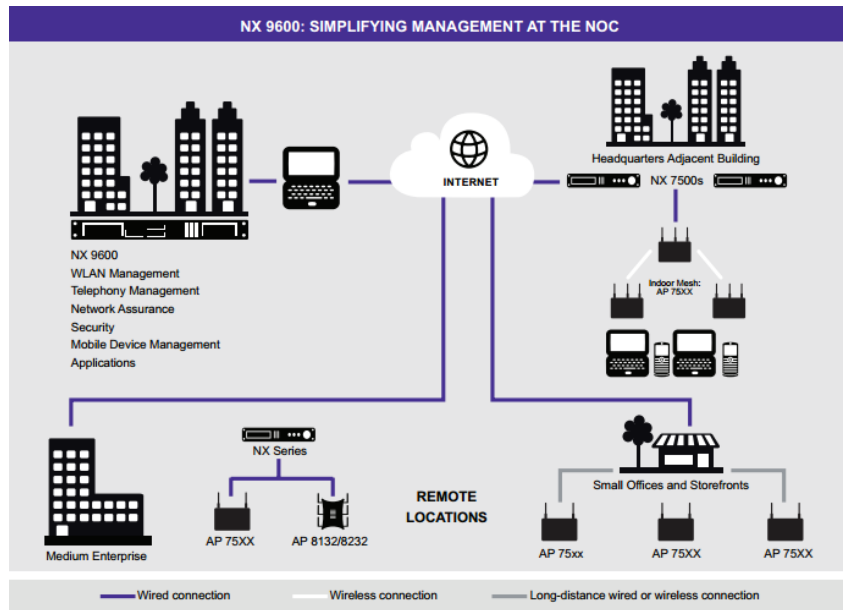 NX 9600: SIMPLIFYING MANAGEMENT AT THE NOC
INTERNET
Headquarters Adjacent Building
NX 7500s
NX 9600
WLAN Management
Telephony Management
Network Assurance
Security
Mobile Device Management
Applications
Indoor Mesh:
AP 75XX
NX Series
AP 75XX
AP 8132/8232
Medium Enterprise
REMOTE
LOCATIONS
Small Offices and Storefronts
AP 75xx
AP 75XX
AP 75XX
Wired connection
Wireless connection
Long-distance wired or wireless connection